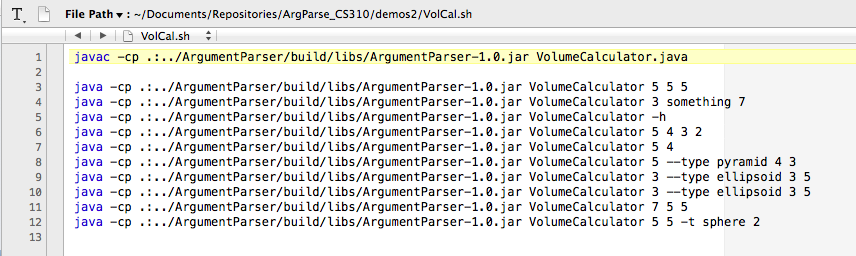 T File Path ▾ : ~/Documents/Repositories/ArgParse_CS310/demos2/VolCal.sh
VolCal.sh
1 javac -cp .:../ArgumentParser/build/libs/ArgumentParser-1.0.jar VolumeCalculator.java
2
3 java -cp .:../ArgumentParser/build/libs/ArgumentParser-1.0.jar VolumeCalculator 5 5 5
4 java -cp .:../ArgumentParser/build/libs/ArgumentParser-1.0.jar VolumeCalculator 3 something 7
5 java -cp .:../ArgumentParser/build/libs/ArgumentParser-1.0.jar VolumeCalculator -h
6 java -cp .:../ArgumentParser/build/libs/ArgumentParser-1.0.jar VolumeCalculator 5 4 3 2
7 java -cp .:../ArgumentParser/build/libs/ArgumentParser-1.0.jar VolumeCalculator 5 4
8 java -cp .:../ArgumentParser/build/libs/ArgumentParser-1.0.jar VolumeCalculator 5 --type pyramid 4 3
9 java -cp .:../ArgumentParser/build/libs/ArgumentParser-1.0.jar VolumeCalculator 3 --type ellipsoid 3 5
10 java -cp .:../ArgumentParser/build/libs/ArgumentParser-1.0.jar VolumeCalculator 3 --type ellipsoid 3 5
11 java -cp .:../ArgumentParser/build/libs/ArgumentParser-1.0.jar VolumeCalculator 7 5 5
12 java -cp .:../ArgumentParser/build/libs/ArgumentParser-1.0.jar VolumeCalculator 5 5 -t sphere 2
13